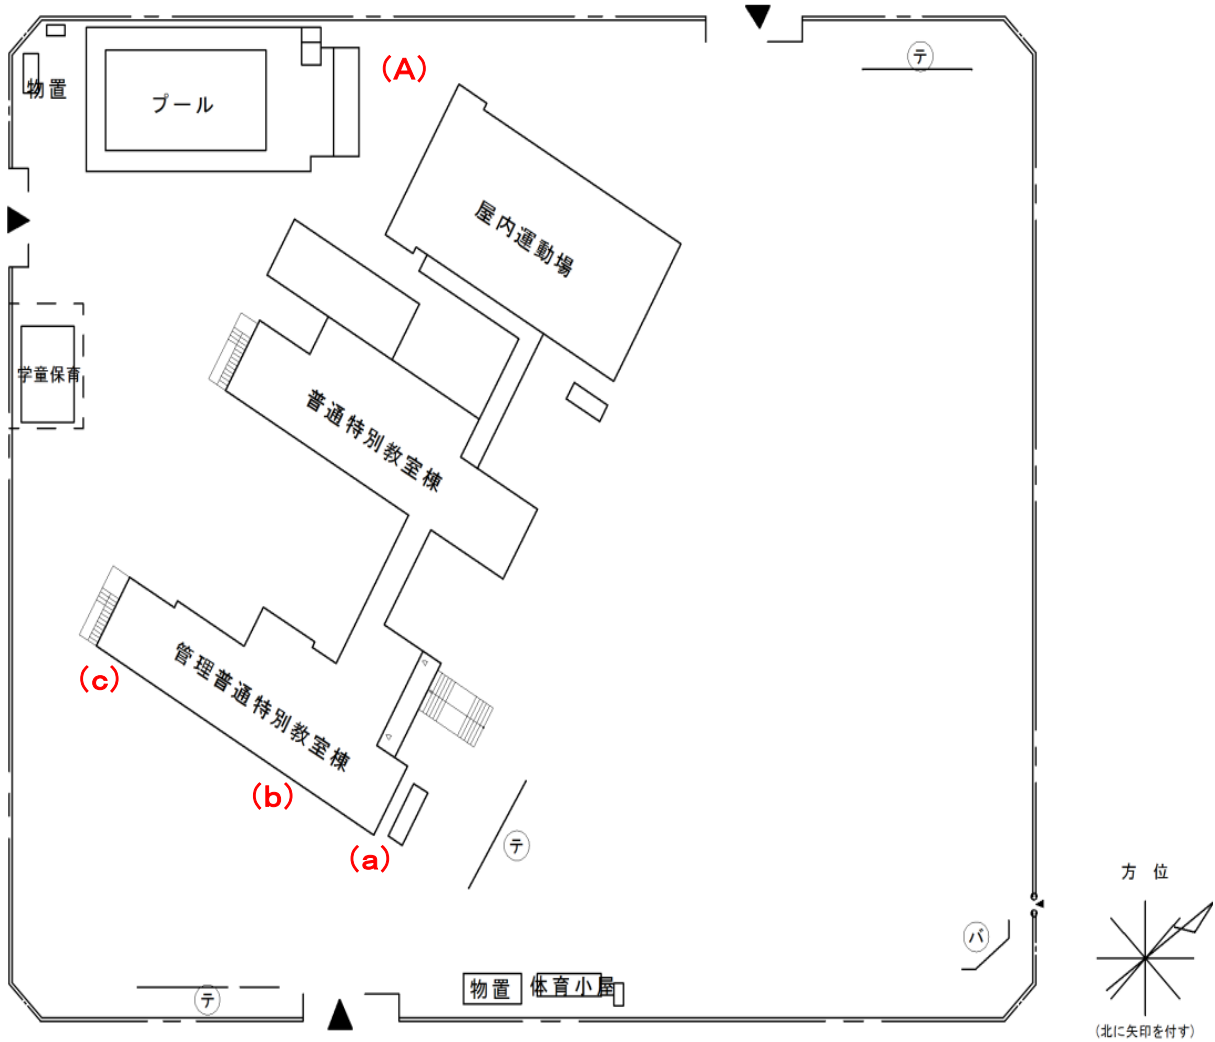 テ
(A)
物置
プール
屋内運動場
学童保育
普通特別教室棟
管理普通特別教室棟
(c)
(b)
(a)
テ
方位
バ
物置
体育小屋
テ
(北に矢印を付す)